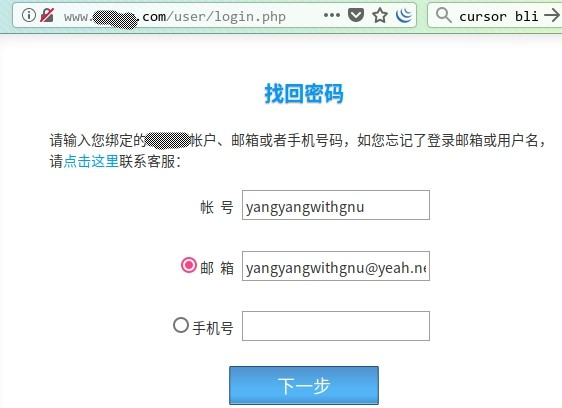 www. .com/user/login.php
cursor bli
找回密码
请输入您绑定的 帐户、邮箱或者手机号码，如您忘记了登录邮箱或用户名，
请点击这里联系客服：
帐 号 yangyangwithgnu
邮 箱 yangyangwithgnu@yeah.ne
手机号
下一步